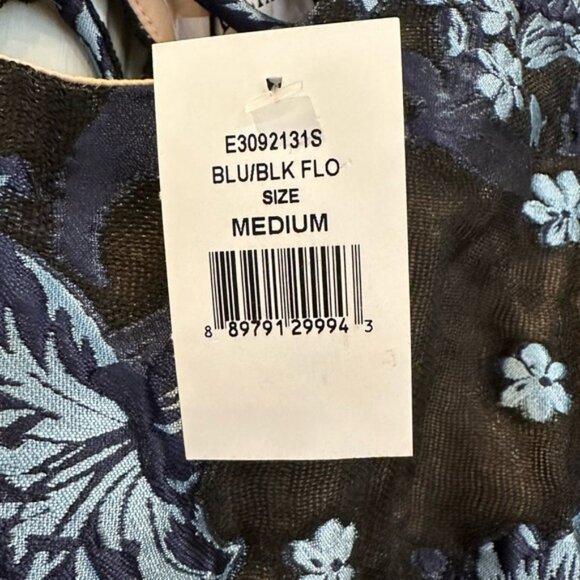 E3092131S
BLU/BLK FLO
SIZE
MEDIUM
8 89791 29994 3